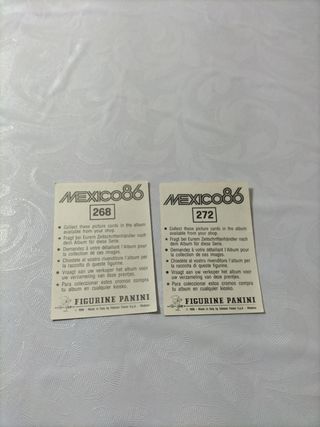 MEXICO86
268
• Collect these picture cards in the album
available from your shop.
• Fragt bei Eurem Zeitschriftenhändler nach
dem Album für diese Serie.
• Demandez à votre détaillant l'Album pour
la collection de ces images.
• Chiedete al vostro rivenditore l'album per
la raccolta di queste figurine.
• Vraagt aan uw verkoper het album voor
uw verzameling van deze prentjes.
• Para coleccionar estos cromos compra
tu album en cualquier kiosko.
FIGURINE PANINI
MEXICO86
272
• Collect these picture cards in the album
available from your shop.
• Fragt bei Eurem Zeitschriftenhändler nach
dem Album für diese Serie.
• Demandez à votre détaillant l'Album pour
la collection de ces images.
• Chiedete al vostro rivenditore l'album per
la raccolta di queste figurine.
• Vraagt aan uw verkoper het album voor
uw verzameling van deze prentjes.
• Para coleccionar estos cromos compra
tu album en cualquier kiosko.
FIGURINE PANINI